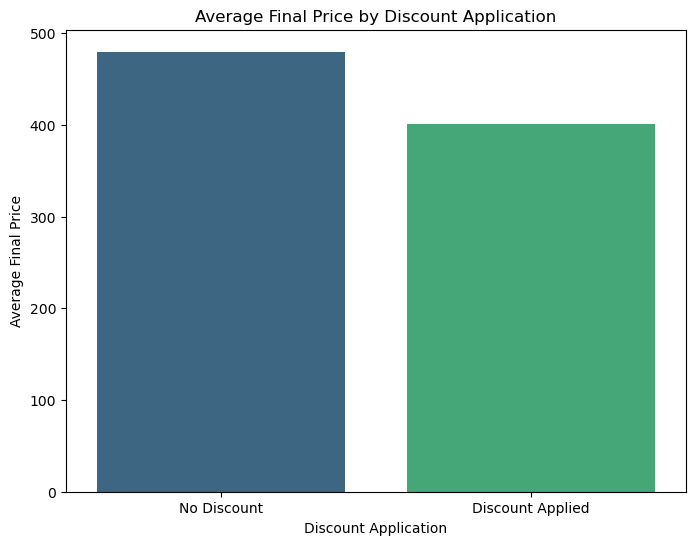 Average Final Price by Discount Application
Average Final Price
500
400
300
200
100
0
No Discount
Discount Applied
Discount Application